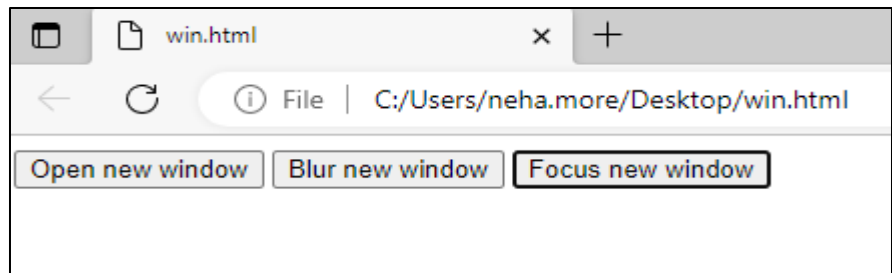 win.html
File | C:/Users/neha.more/Desktop/win.html
Open new window Blur new window Focus new window